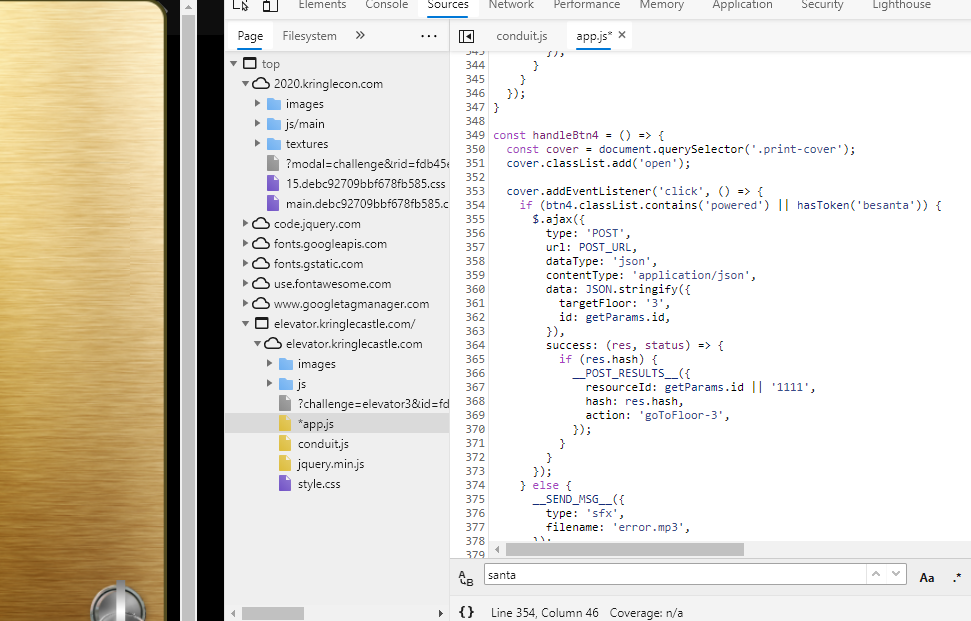 Elements Console Sources Network Performance Memory Application Security Lighthouse
Page Filesystem
conduit.js app.js*
top
2020.kringlecon.com
images
js/main
textures
?modal=challenge&rid=fdb45
15.debc92709bbf678fb585.css
main.debc92709bbf678fb585.c
code.jquery.com
fonts.googleapis.com
fonts.gstatic.com
use.fontawesome.com
www.googletagmanager.com
elevator.kringlecastle.com/
elevator.kringlecastle.com
images
js
?challenge=elevator3&id=fd
*app.js
conduit.js
jquery.min.js
style.css
343 });
344 }
345 }
346 });
347 }
348
349 const handleBtn4 = () => {
350 const cover = document.querySelector('.print-cover');
351 cover.classList.add('open');
352
353 cover.addEventListener('click', () => {
354 if (btn4.classList.contains('powered') || hasToken('besanta')) {
355 $.ajax({
356 type: 'POST',
357 url: POST_URL,
358 dataType: 'json',
359 contentType: 'application/json',
360 data: JSON.stringify({
361 targetFloor: '3',
362 id: getParams.id,
363 }),
364 success: (res, status) => {
365 if (res.hash) {
366 __POST_RESULTS__({
367 resourceId: getParams.id || '1111',
368 hash: res.hash,
369 action: 'goToFloor-3',
370 });
371 }
372 }
373 });
374 } else {
375 __SEND_MSG__({
376 type: 'sfx',
377 filename: 'error.mp3',
378 });
379
santa
Aa .*
{} Line 354, Column 46 Coverage: n/a